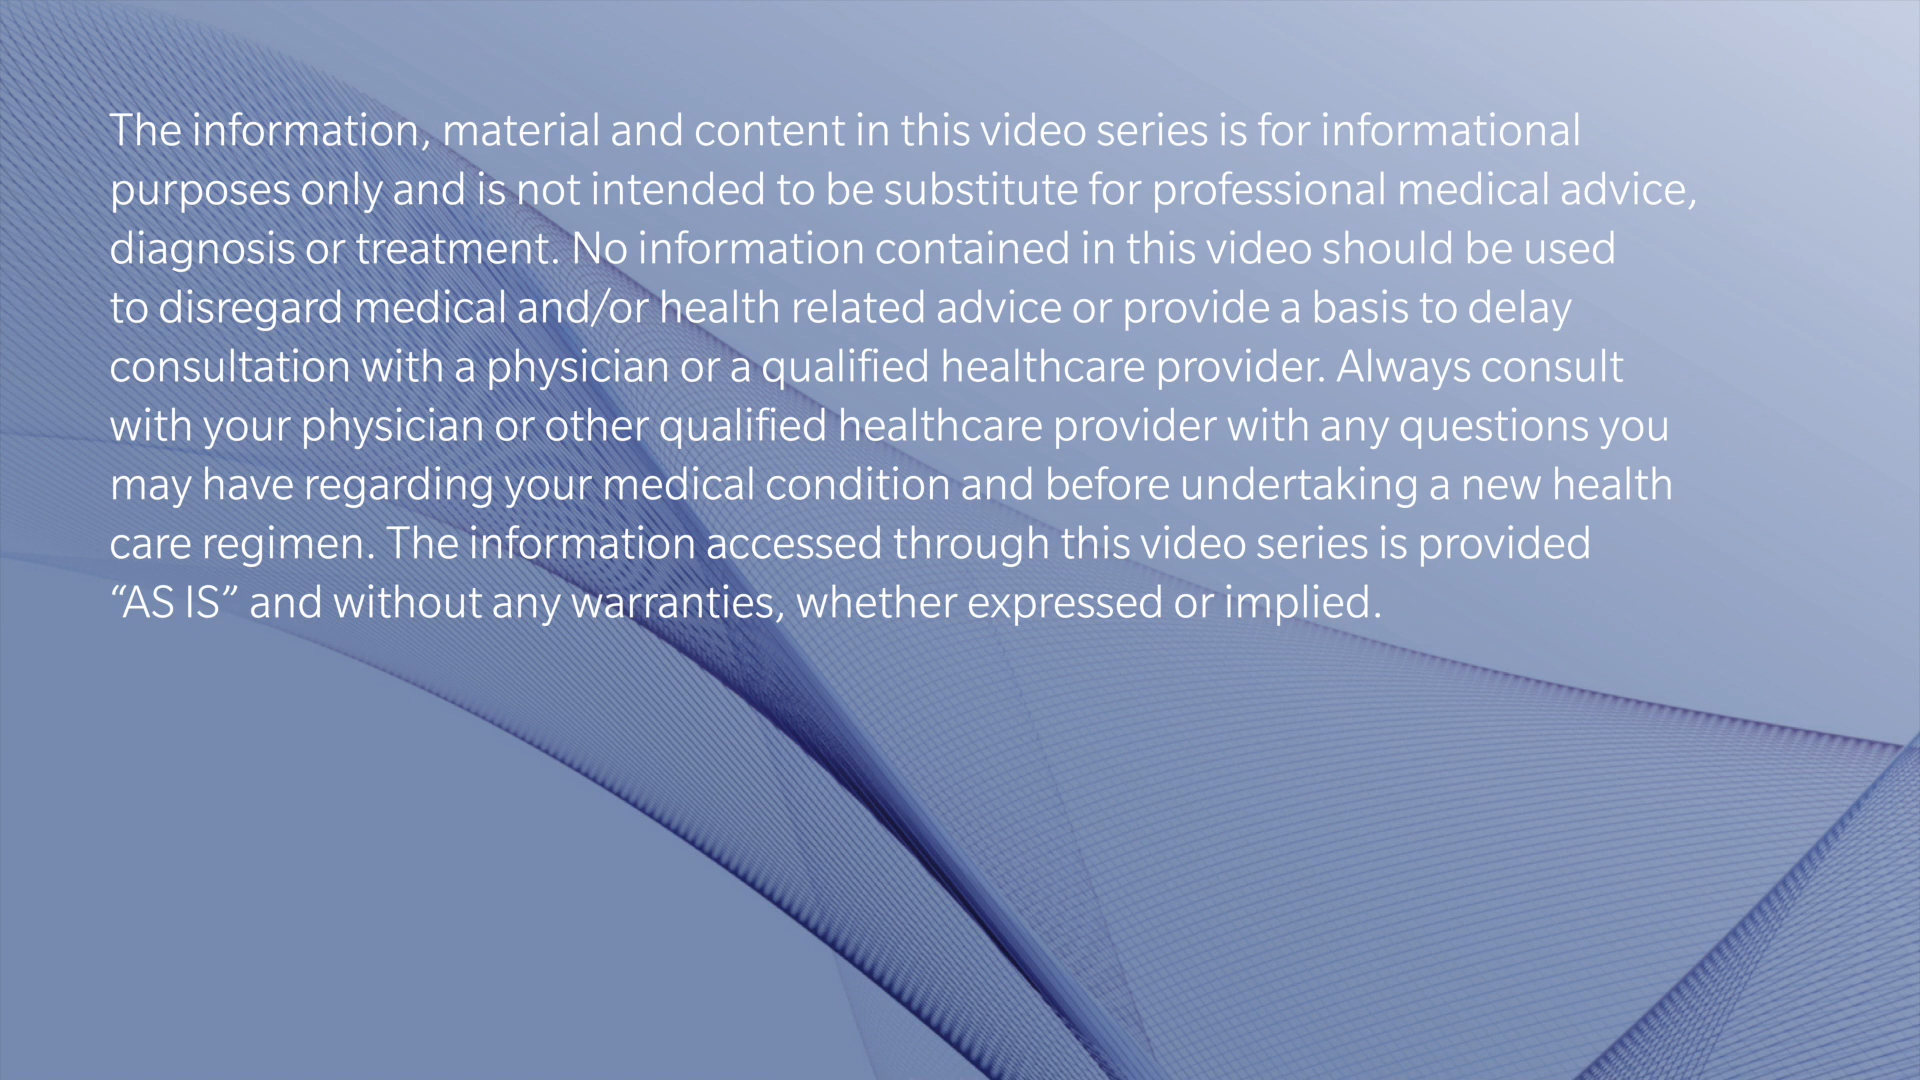 The information, material and content in this video series is for informational
purposes only and is not intended to be substitute for professional medical advice,
diagnosis or treatment. No information contained in this video should be used
to disregard medical and/or health related advice or provide a basis to delay
consultation with a physician or a qualified healthcare provider. Always consult
with your physician or other qualified healthcare provider with any questions you
may have regarding your medical condition and before undertaking a new health
care regimen. The information accessed through this video series is provided
“AS IS” and without any warranties, whether expressed or implied.